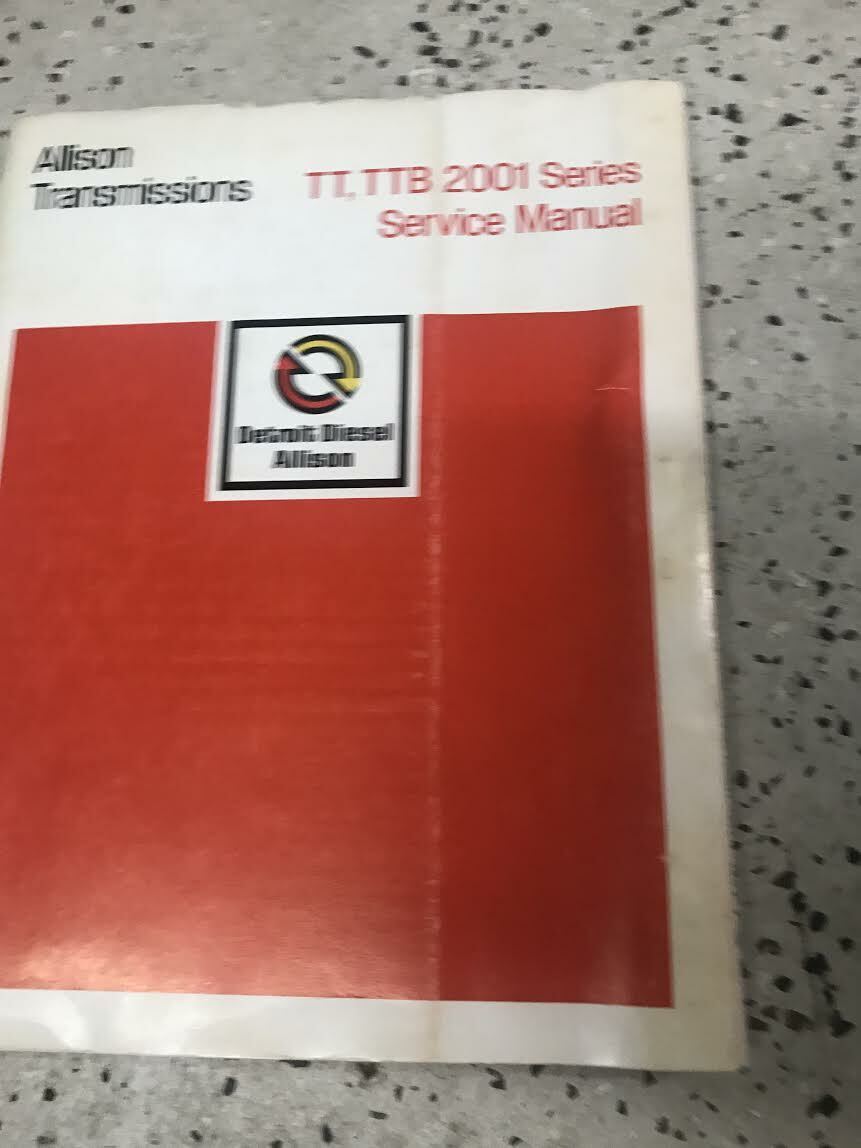 Allison
Transmissions
TT, TTB 2001 Series
Service Manual
Detroit Diesel
Allison